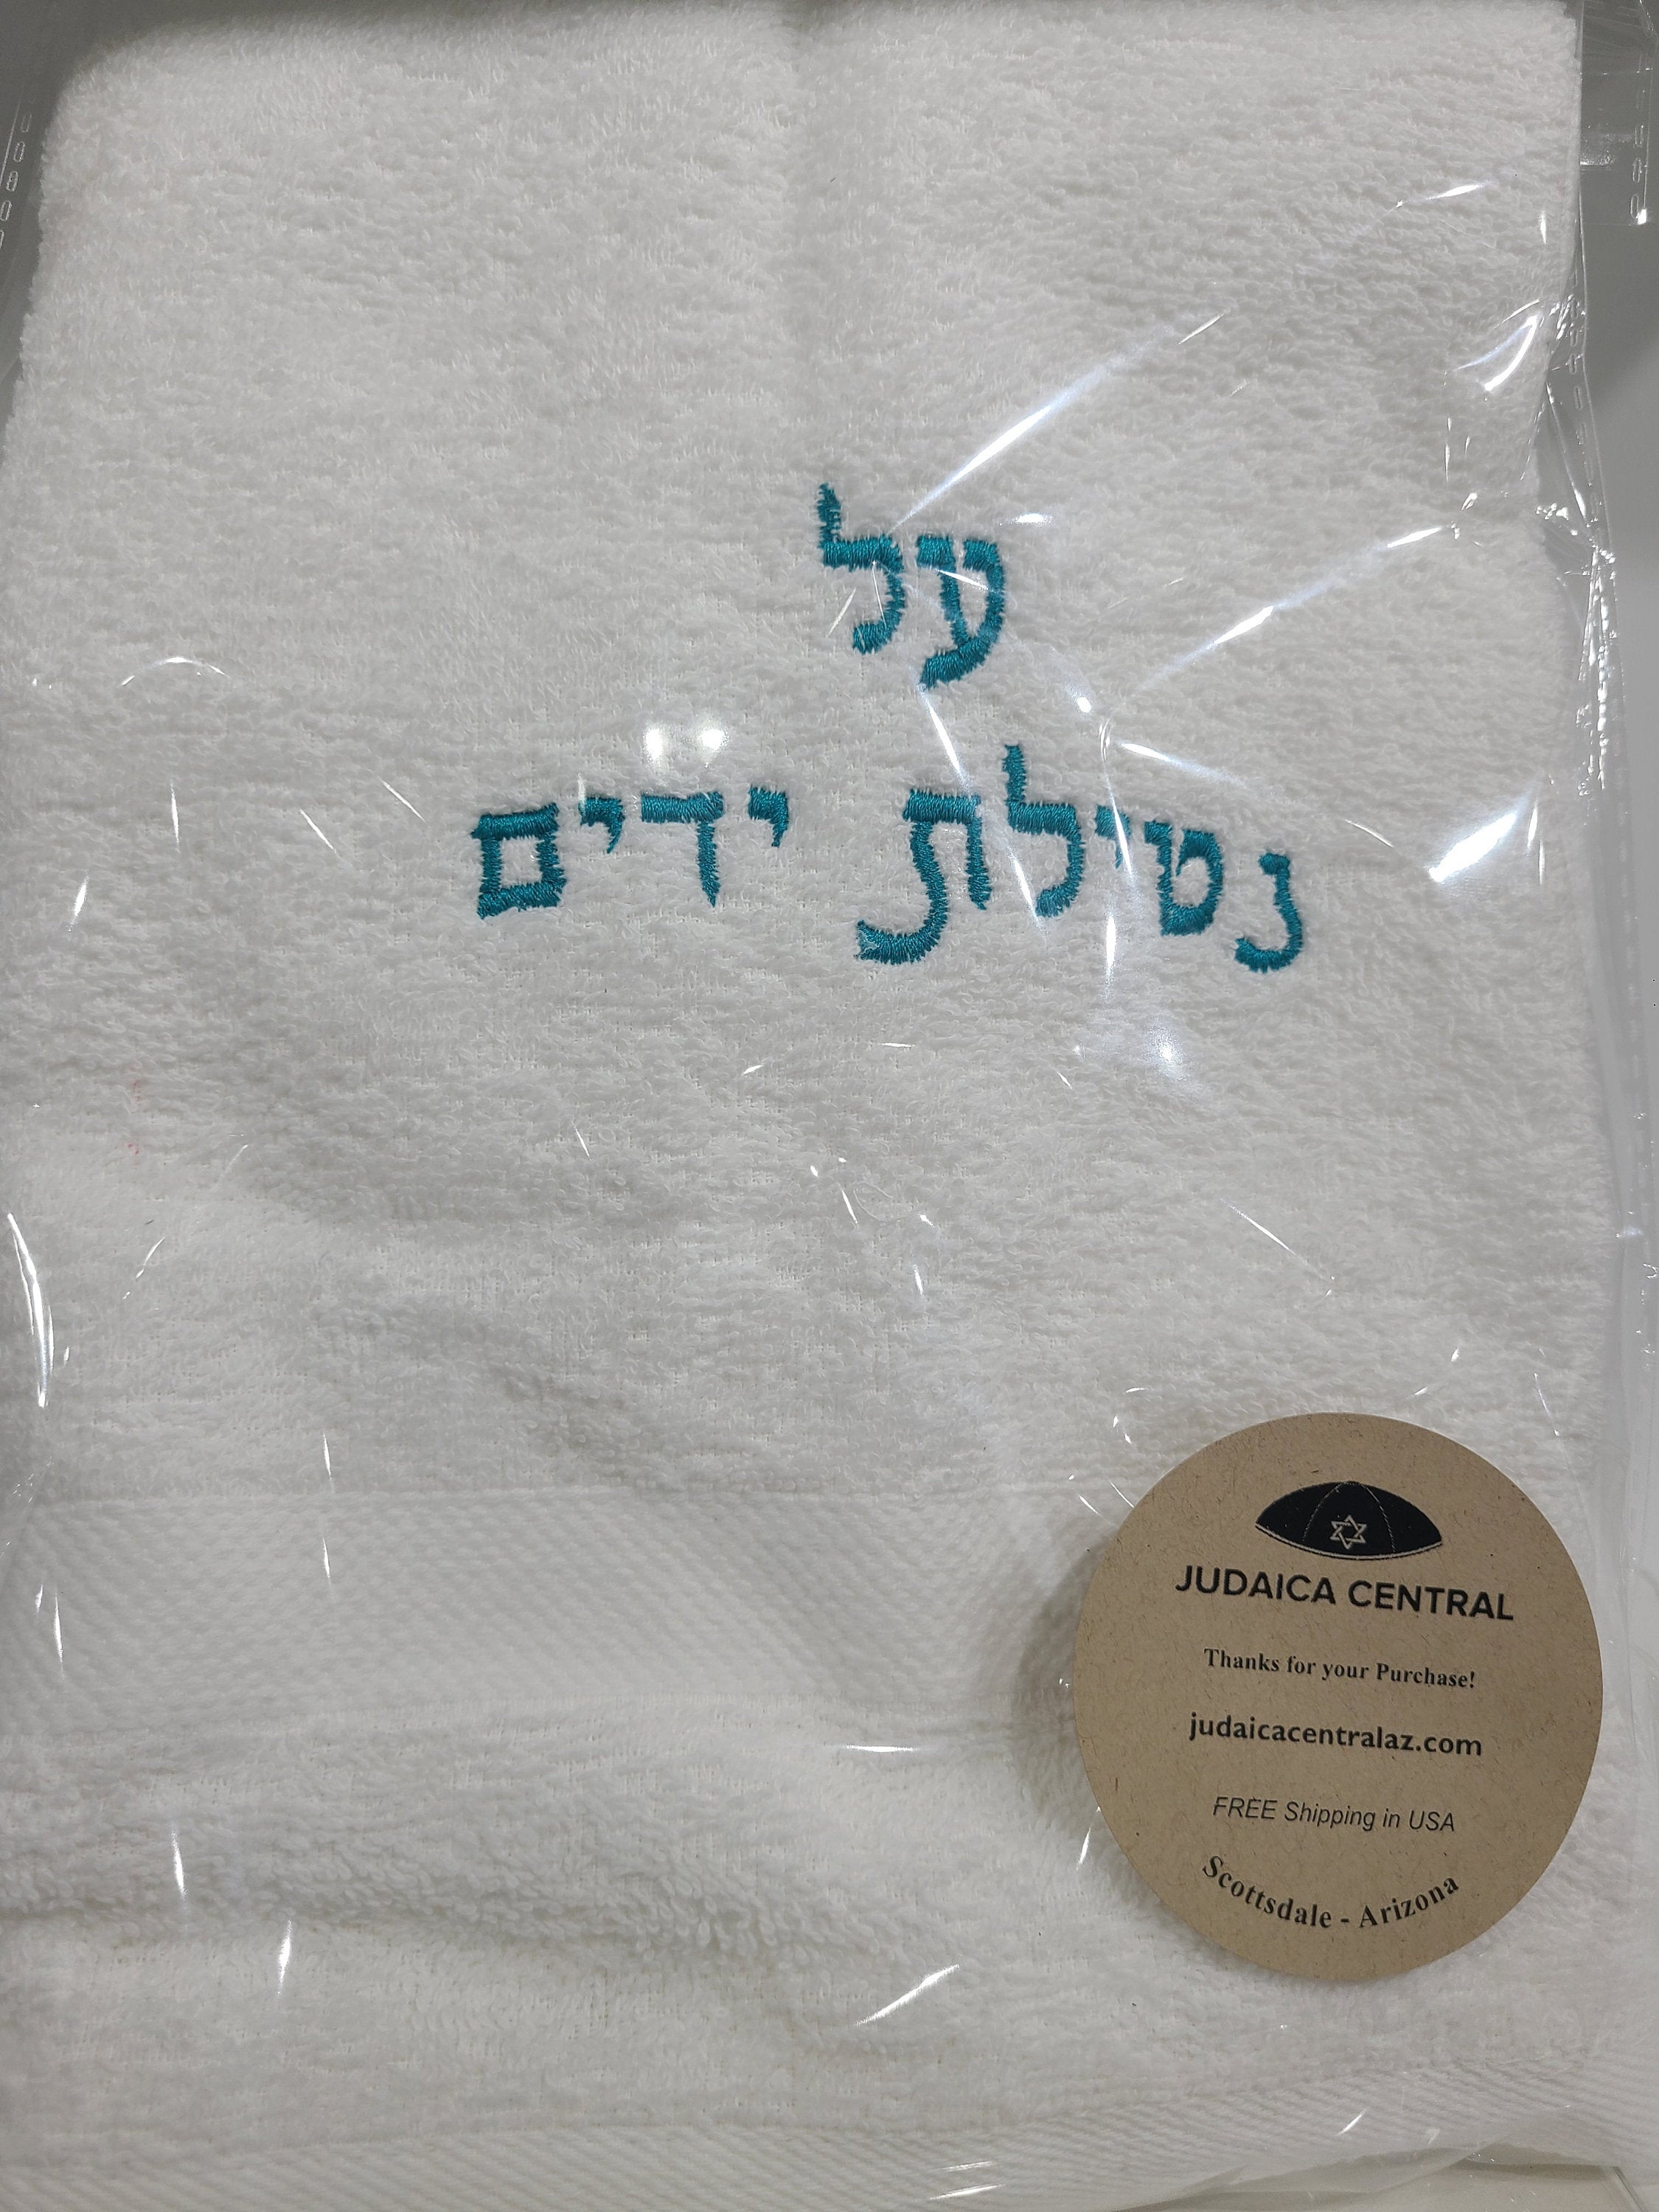 על
נטילת ידים
JUDAICA CENTRAL
Thanks for your Purchase!
judaicacentralaz.com
FREE Shipping in USA
Scottsdale - Arizona